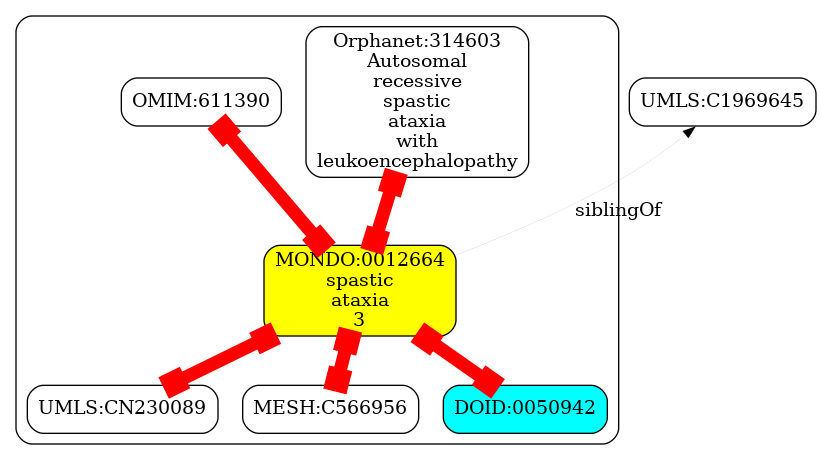 Orphanet:314603
Autosomal
recessive
spastic
ataxia
with
leukoencephalopathy
OMIM:611390
UMLS:C1969645
siblingOf
MONDO:0012664
spastic
ataxia
3
UMLS:CN230089
MESH:C566956
DOID:0050942